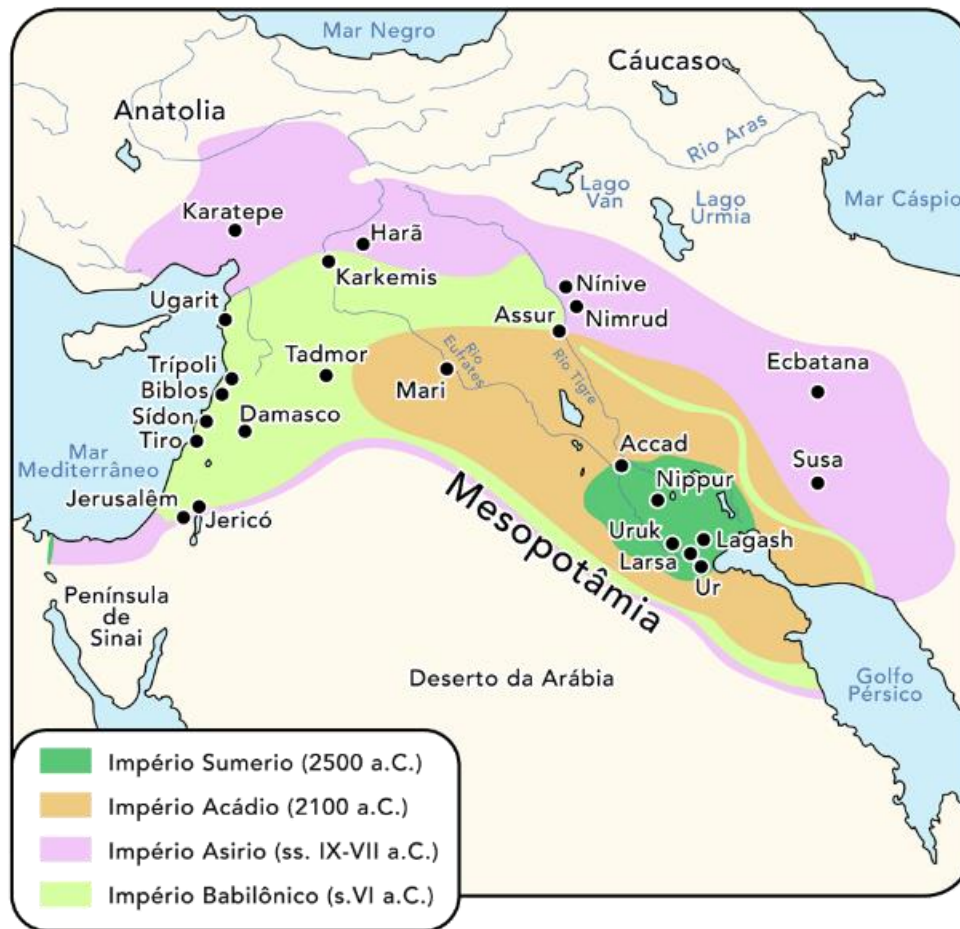 Mar Negro
Cáucaso
Anatolia
Rio Aras
Lago
Van
Lago
Urmia
Mar Cáspio
Karatepe
Harã
Karkemis
Nínive
Ugarit
Assur
Nimrud
Trípoli
Tadmor
Rio
Eufrates
Rio Tigre
Ecbatana
Biblos
Mari
Sídon
Damasco
Tiro
Accad
Mar
Mediterrâneo
Susa
Nippur
Jerusalêm
Mesopotâmia
Jericó
Uruk
Lagash
Larsa
Ur
Península
de
Sinai
Deserto da Arábia
Golfo
Pérsico
Império Sumerio (2500 a.C.)
Império Acádio (2100 a.C.)
Império Asirio (ss. IX-VII a.C.)
Império Babilônico (s.VI a.C.)